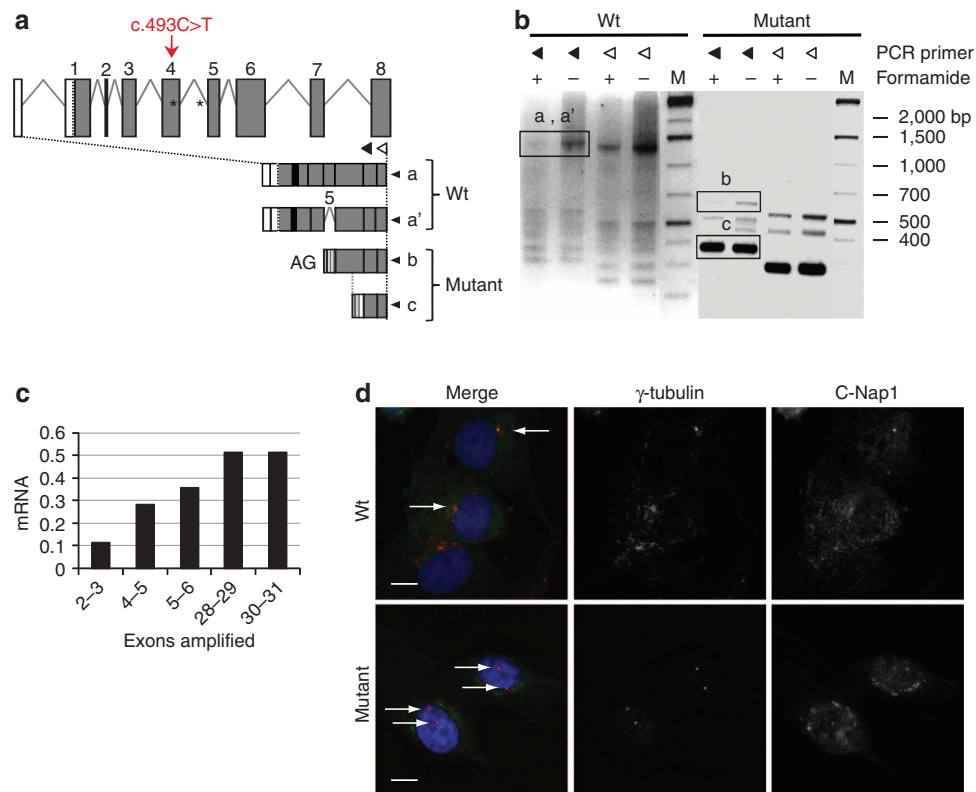 a
c.493C>T
1 2 3 4 5 6 7 8
* *
a
5
a'
Wt
AG
b
c
Mutant
b
Wt Mutant
PCR primer
+ − + − M + − + − M Formamide
a , a'
b
c
2,000 bp
1,500
1,000
700
500
400
c
mRNA
0.6
0.5
0.4
0.3
0.2
0.1
0
2–3 4–5 5–6 28–29 30–31
Exons amplified
d
Merge γ-tubulin C-Nap1
Wt
Mutant